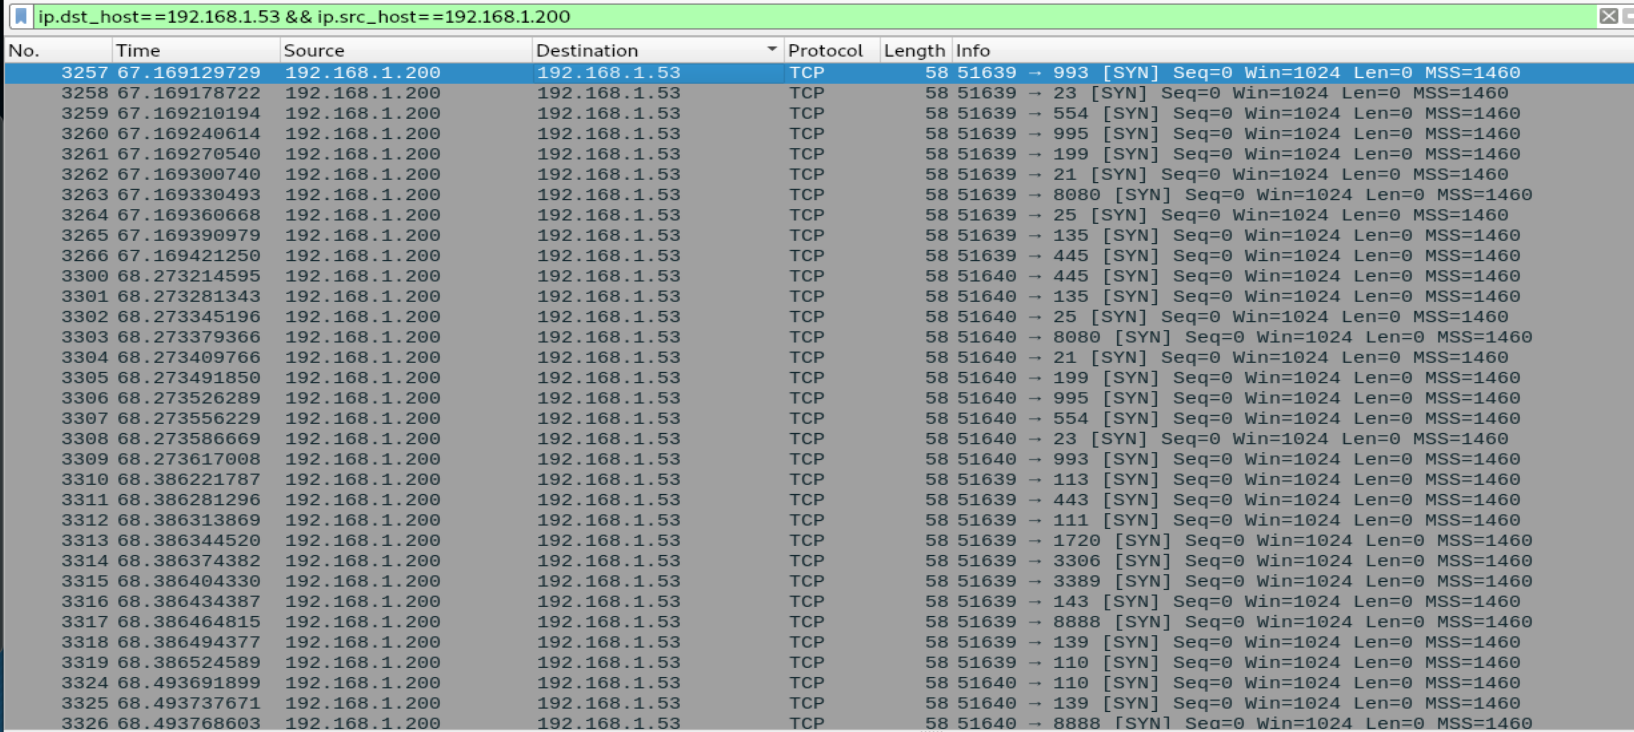 ip.dst_host==192.168.1.53 && ip.src_host==192.168.1.200
No. Time Source Destination Protocol Length Info
3257 67.169129729 192.168.1.200 192.168.1.53 TCP 58 51639 → 993 [SYN] Seq=0 Win=1024 Len=0 MSS=1460
3258 67.169178722 192.168.1.200 192.168.1.53 TCP 58 51639 → 23 [SYN] Seq=0 Win=1024 Len=0 MSS=1460
3259 67.169210194 192.168.1.200 192.168.1.53 TCP 58 51639 → 554 [SYN] Seq=0 Win=1024 Len=0 MSS=1460
3260 67.169240614 192.168.1.200 192.168.1.53 TCP 58 51639 → 995 [SYN] Seq=0 Win=1024 Len=0 MSS=1460
3261 67.169270540 192.168.1.200 192.168.1.53 TCP 58 51639 → 199 [SYN] Seq=0 Win=1024 Len=0 MSS=1460
3262 67.169300740 192.168.1.200 192.168.1.53 TCP 58 51639 → 21 [SYN] Seq=0 Win=1024 Len=0 MSS=1460
3263 67.169330493 192.168.1.200 192.168.1.53 TCP 58 51639 → 8080 [SYN] Seq=0 Win=1024 Len=0 MSS=1460
3264 67.169360668 192.168.1.200 192.168.1.53 TCP 58 51639 → 25 [SYN] Seq=0 Win=1024 Len=0 MSS=1460
3265 67.169390979 192.168.1.200 192.168.1.53 TCP 58 51639 → 135 [SYN] Seq=0 Win=1024 Len=0 MSS=1460
3266 67.169421250 192.168.1.200 192.168.1.53 TCP 58 51639 → 445 [SYN] Seq=0 Win=1024 Len=0 MSS=1460
3300 68.273214595 192.168.1.200 192.168.1.53 TCP 58 51640 → 445 [SYN] Seq=0 Win=1024 Len=0 MSS=1460
3301 68.273281343 192.168.1.200 192.168.1.53 TCP 58 51640 → 135 [SYN] Seq=0 Win=1024 Len=0 MSS=1460
3302 68.273345196 192.168.1.200 192.168.1.53 TCP 58 51640 → 25 [SYN] Seq=0 Win=1024 Len=0 MSS=1460
3303 68.273379366 192.168.1.200 192.168.1.53 TCP 58 51640 → 8080 [SYN] Seq=0 Win=1024 Len=0 MSS=1460
3304 68.273409766 192.168.1.200 192.168.1.53 TCP 58 51640 → 21 [SYN] Seq=0 Win=1024 Len=0 MSS=1460
3305 68.273491850 192.168.1.200 192.168.1.53 TCP 58 51640 → 199 [SYN] Seq=0 Win=1024 Len=0 MSS=1460
3306 68.273526289 192.168.1.200 192.168.1.53 TCP 58 51640 → 995 [SYN] Seq=0 Win=1024 Len=0 MSS=1460
3307 68.273556229 192.168.1.200 192.168.1.53 TCP 58 51640 → 554 [SYN] Seq=0 Win=1024 Len=0 MSS=1460
3308 68.273586669 192.168.1.200 192.168.1.53 TCP 58 51640 → 23 [SYN] Seq=0 Win=1024 Len=0 MSS=1460
3309 68.273617008 192.168.1.200 192.168.1.53 TCP 58 51640 → 993 [SYN] Seq=0 Win=1024 Len=0 MSS=1460
3310 68.386221787 192.168.1.200 192.168.1.53 TCP 58 51639 → 113 [SYN] Seq=0 Win=1024 Len=0 MSS=1460
3311 68.386281296 192.168.1.200 192.168.1.53 TCP 58 51639 → 443 [SYN] Seq=0 Win=1024 Len=0 MSS=1460
3312 68.386313869 192.168.1.200 192.168.1.53 TCP 58 51639 → 111 [SYN] Seq=0 Win=1024 Len=0 MSS=1460
3313 68.386344520 192.168.1.200 192.168.1.53 TCP 58 51639 → 1720 [SYN] Seq=0 Win=1024 Len=0 MSS=1460
3314 68.386374382 192.168.1.200 192.168.1.53 TCP 58 51639 → 3306 [SYN] Seq=0 Win=1024 Len=0 MSS=1460
3315 68.386404330 192.168.1.200 192.168.1.53 TCP 58 51639 → 3389 [SYN] Seq=0 Win=1024 Len=0 MSS=1460
3316 68.386434387 192.168.1.200 192.168.1.53 TCP 58 51639 → 143 [SYN] Seq=0 Win=1024 Len=0 MSS=1460
3317 68.386464815 192.168.1.200 192.168.1.53 TCP 58 51639 → 8888 [SYN] Seq=0 Win=1024 Len=0 MSS=1460
3318 68.386494377 192.168.1.200 192.168.1.53 TCP 58 51639 → 139 [SYN] Seq=0 Win=1024 Len=0 MSS=1460
3319 68.386524589 192.168.1.200 192.168.1.53 TCP 58 51639 → 110 [SYN] Seq=0 Win=1024 Len=0 MSS=1460
3324 68.493691899 192.168.1.200 192.168.1.53 TCP 58 51640 → 110 [SYN] Seq=0 Win=1024 Len=0 MSS=1460
3325 68.493737671 192.168.1.200 192.168.1.53 TCP 58 51640 → 139 [SYN] Seq=0 Win=1024 Len=0 MSS=1460
3326 68.493768603 192.168.1.200 192.168.1.53 TCP 58 51640 → 8888 [SYN] Seq=0 Win=1024 Len=0 MSS=1460